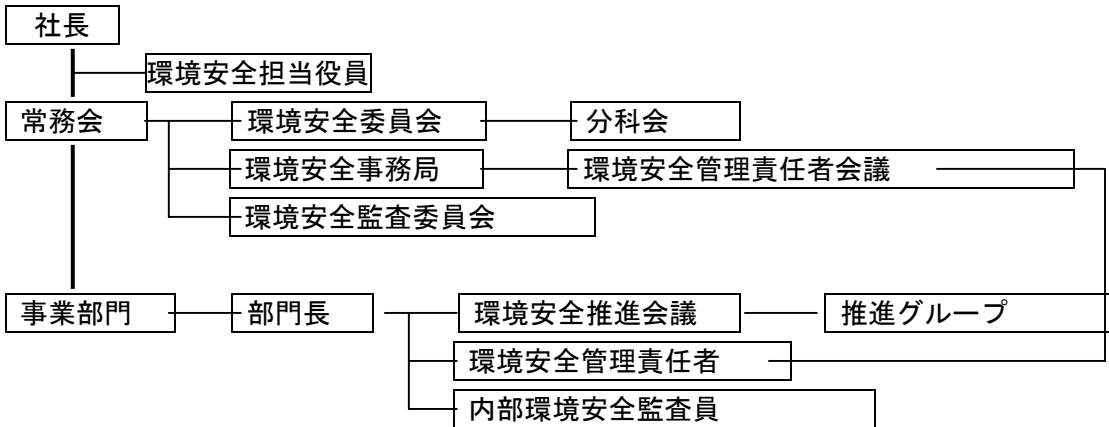 社長
環境安全担当役員
常務会 環境安全委員会 分科会
環境安全事務局 環境安全管理責任者会議
環境安全監査委員会
事業部門 部門長 環境安全推進会議 推進グループ
環境安全管理責任者
内部環境安全監査員